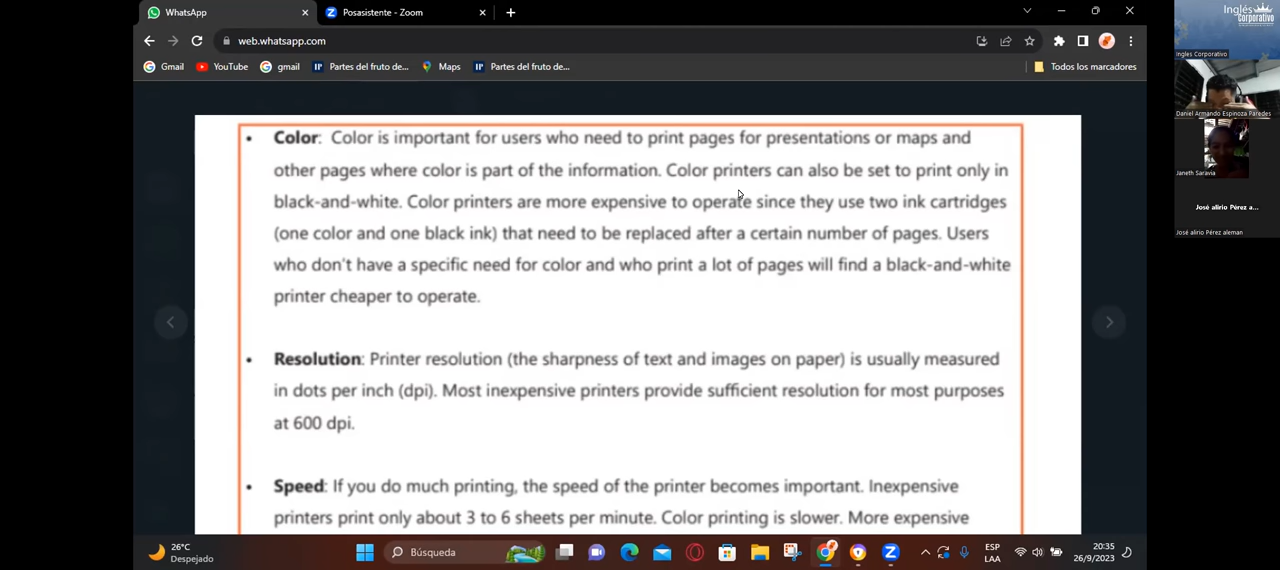 WhatsApp
Posasistente - Zoom
web.whatsapp.com
Gmail
YouTube
gmail
Partes del fruto de...
Maps
Partes del fruto de...
Todos los marcadores
• Color: Color is important for users who need to print pages for presentations or maps and
other pages where color is part of the information. Color printers can also be set to print only in
black-and-white. Color printers are more expensive to operate since they use two ink cartridges
(one color and one black ink) that need to be replaced after a certain number of pages. Users
who don't have a specific need for color and who print a lot of pages will find a black-and-white
printer cheaper to operate.
• Resolution: Printer resolution (the sharpness of text and images on paper) is usually measured
in dots per inch (dpi). Most inexpensive printers provide sufficient resolution for most purposes
at 600 dpi.
• Speed: If you do much printing, the speed of the printer becomes important. Inexpensive
printers print only about 3 to 6 sheets per minute. Color printing is slower. More expensive
Inglés
Corporativo
Ingles Corporativo
Daniel Armando Espinoza Paredes
Janeth Saravia
José alirio Pérez a...
José alirio Pérez aleman
26°C
Despejado
Búsqueda
ESP
LAA
20:35
26/9/2023